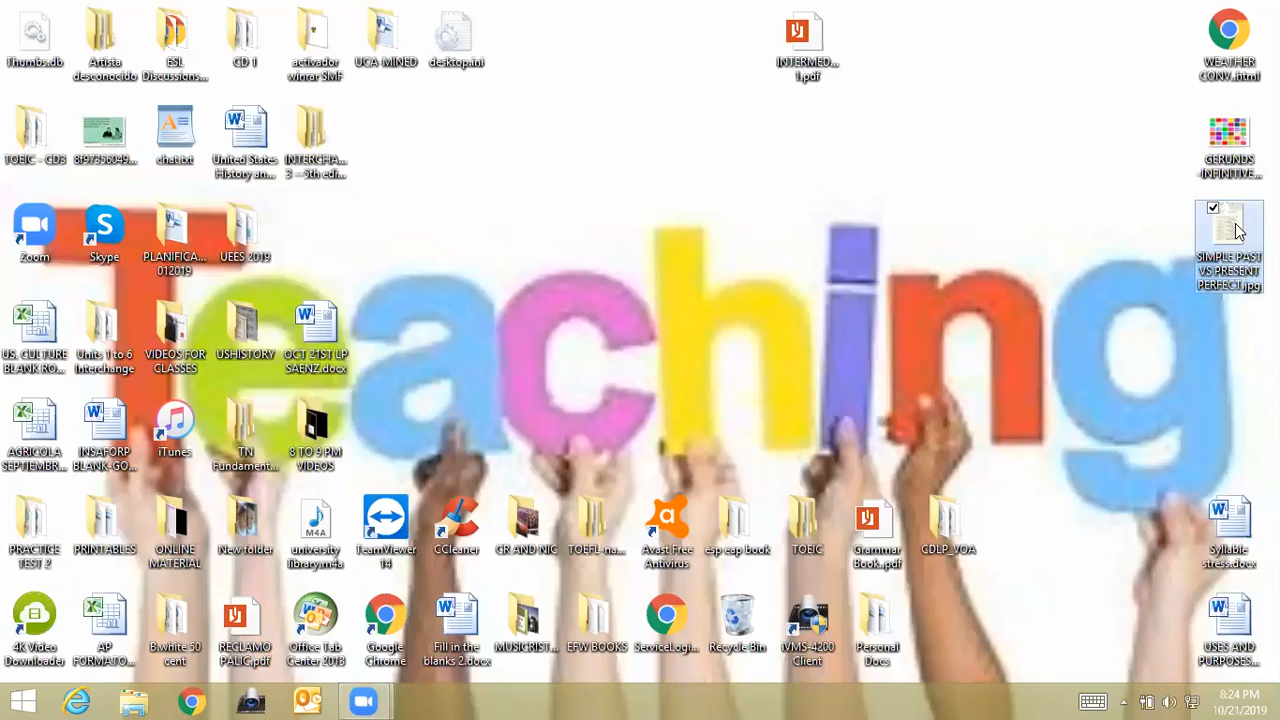 Thumbs.db
Artista
desconocido
ESL
Discussions...
CD 1
activador
winrar SMF
UCA-MINED
desktop.ini
INTERMED...
1.pdf
WEATHER
CONV..html
TOEIC - CD3
8f97356049...
chat.txt
United States
History an...
INTERCHA...
3 --5th edi...
GERUNDS
-INFINITIVE...
Zoom
Skype
PLANIFICA...
012019
UEES 2019
SIMPLE PAST
VS PRESENT
PERFECT.jpg
Teaching
US. CULTURE
BLANK RO...
Units 1 to 6
Interchange
VIDEOS FOR
CLASSES
USHISTORY
OCT 21ST LP
SAENZ.docx
AGRICOLA
SEPTIEMBR...
INSAFORP
BLANK-GO...
iTunes
TN
Fundament...
8 TO 9 PM
VIDEOS
PRACTICE
TEST 2
PRINTABLES
ONLINE
MATERIAL
New folder
university
library.m4a
TeamViewer
14
CCleaner
CR AND NIC
TOEFL-na...
Avast Free
Antivirus
esp cap book
TOEIC
Grammar
Book..pdf
CDLP_VOA
Syllable
stress.docx
4K Video
Downloader
AP
FORMATO...
B.white 50
cent
RECLAMO
PALIC.pdf
Office Tab
Center 2013
Google
Chrome
Fill in the
blanks 2.docx
MUSICRIST...
EFW BOOKS
ServiceLogi...
Recycle Bin
iVMS-4200
Client
Personal
Docs
USES AND
PURPOSES...
8:24 PM
10/21/2019